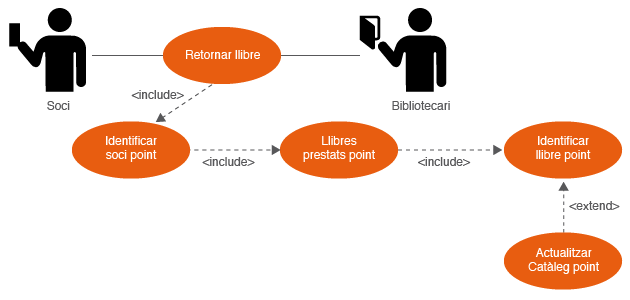 Retornar llibre
Soci
Bibliotecari
<include>
Identificar
soci point
<include>
Llibres
prestats point
<include>
Identificar
llibre point
<extend>
Actualitzar
Catàleg point